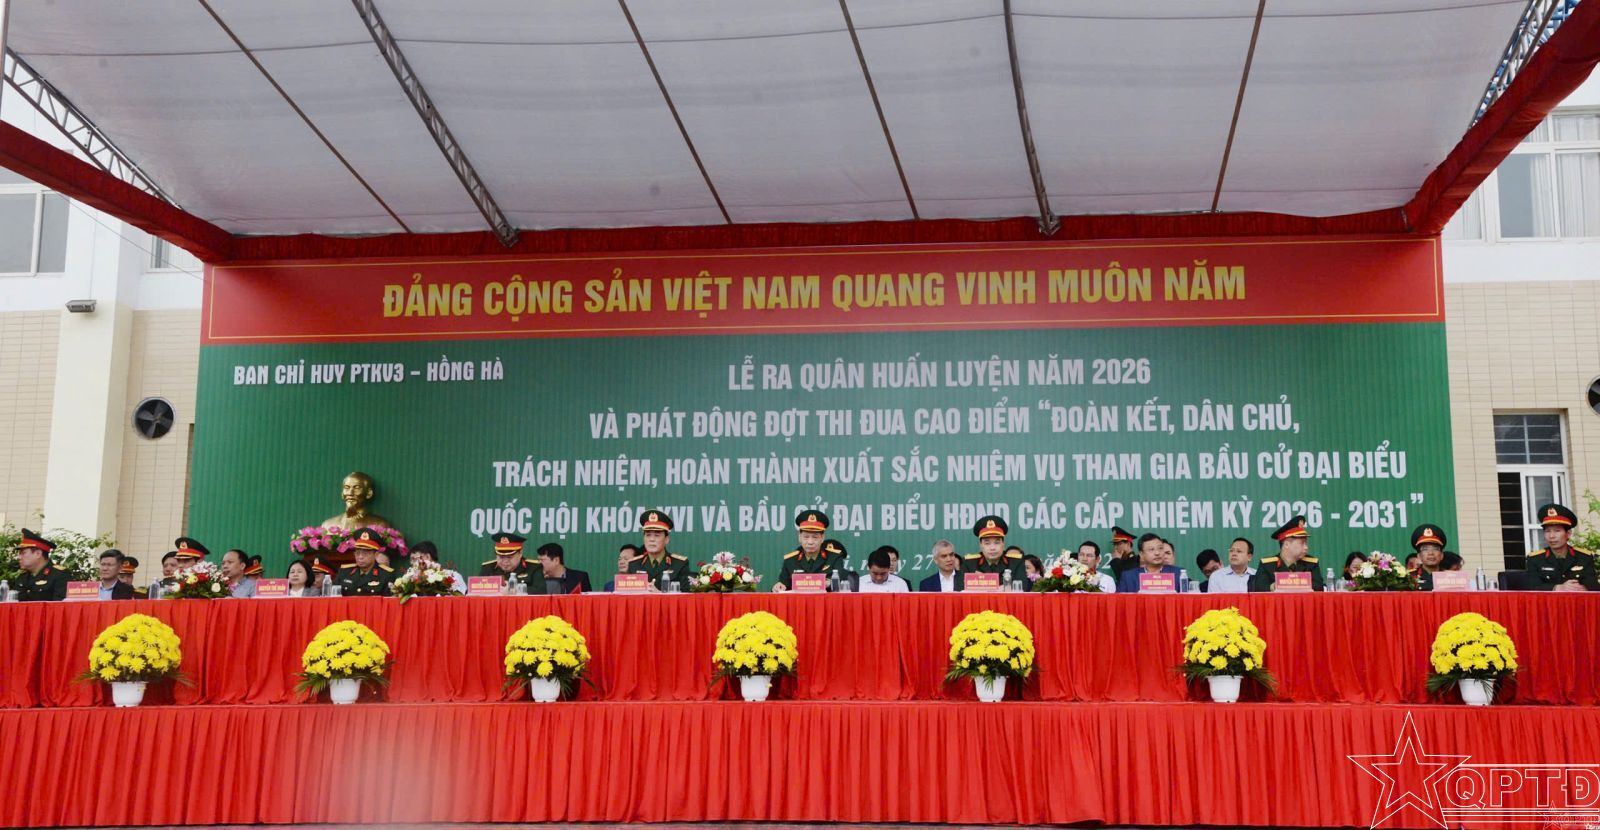 ĐẢNG CỘNG SẢN VIỆT NAM QUANG VINH MUÔN NĂM
BAN CHỈ HUY PTKV3 - HỒNG HÀ
LỄ RA QUÂN HUẤN LUYỆN NĂM 2026
VÀ PHÁT ĐỘNG ĐỢT THI ĐUA CAO ĐIỂM “ĐOÀN KẾT, DÂN CHỦ,
TRÁCH NHIỆM, HOÀN THÀNH XUẤT SẮC NHIỆM VỤ THAM GIA BẦU CỬ ĐẠI BIỂU
QUỐC HỘI KHÓA XVI VÀ BẦU CỬ ĐẠI BIỂU HĐND CÁC CẤP NHIỆM KỲ 2026 - 2031”
27
QPTĐ